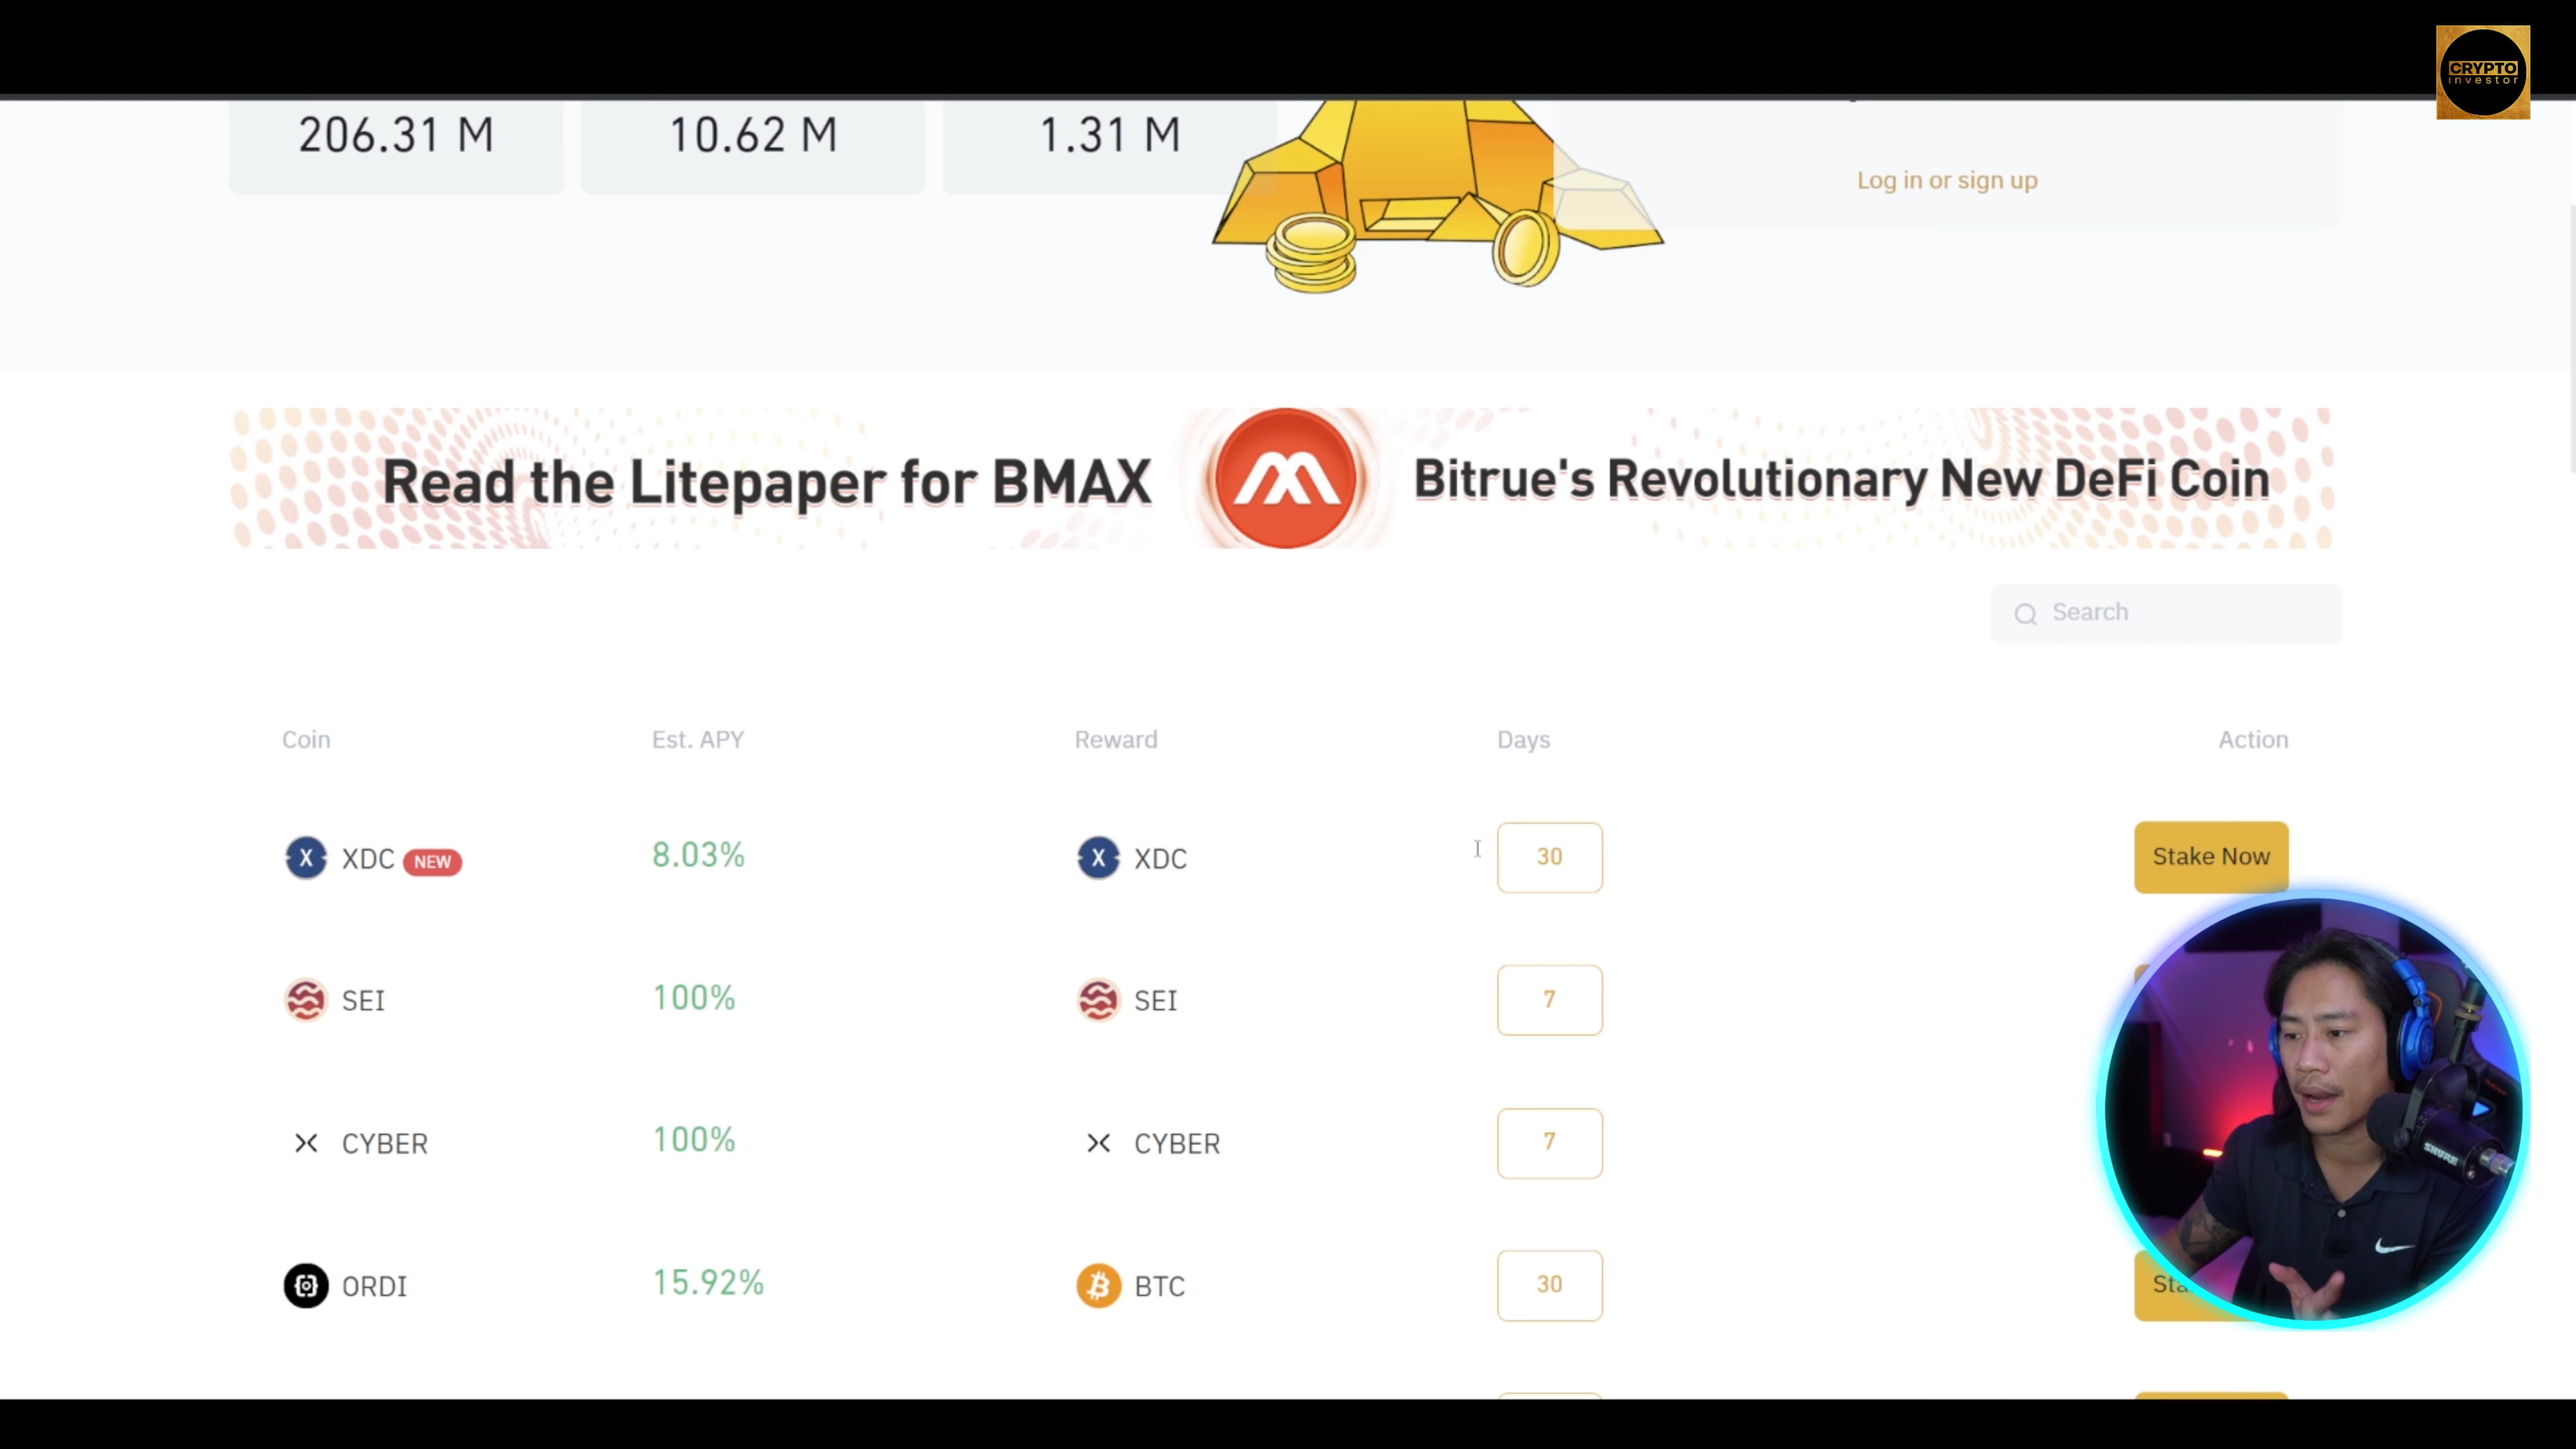 CRYPTO
investor
206.31 M 10.62 M 1.31 M
Log in or sign up
Read the Litepaper for BMAX Bitrue's Revolutionary New DeFi Coin
Search
Coin Est. APY Reward Days Action
XDC NEW 8.03% XDC 30 Stake Now
SEI 100% SEI 7
CYBER 100% CYBER 7
ORDI 15.92% BTC 30
SHURE